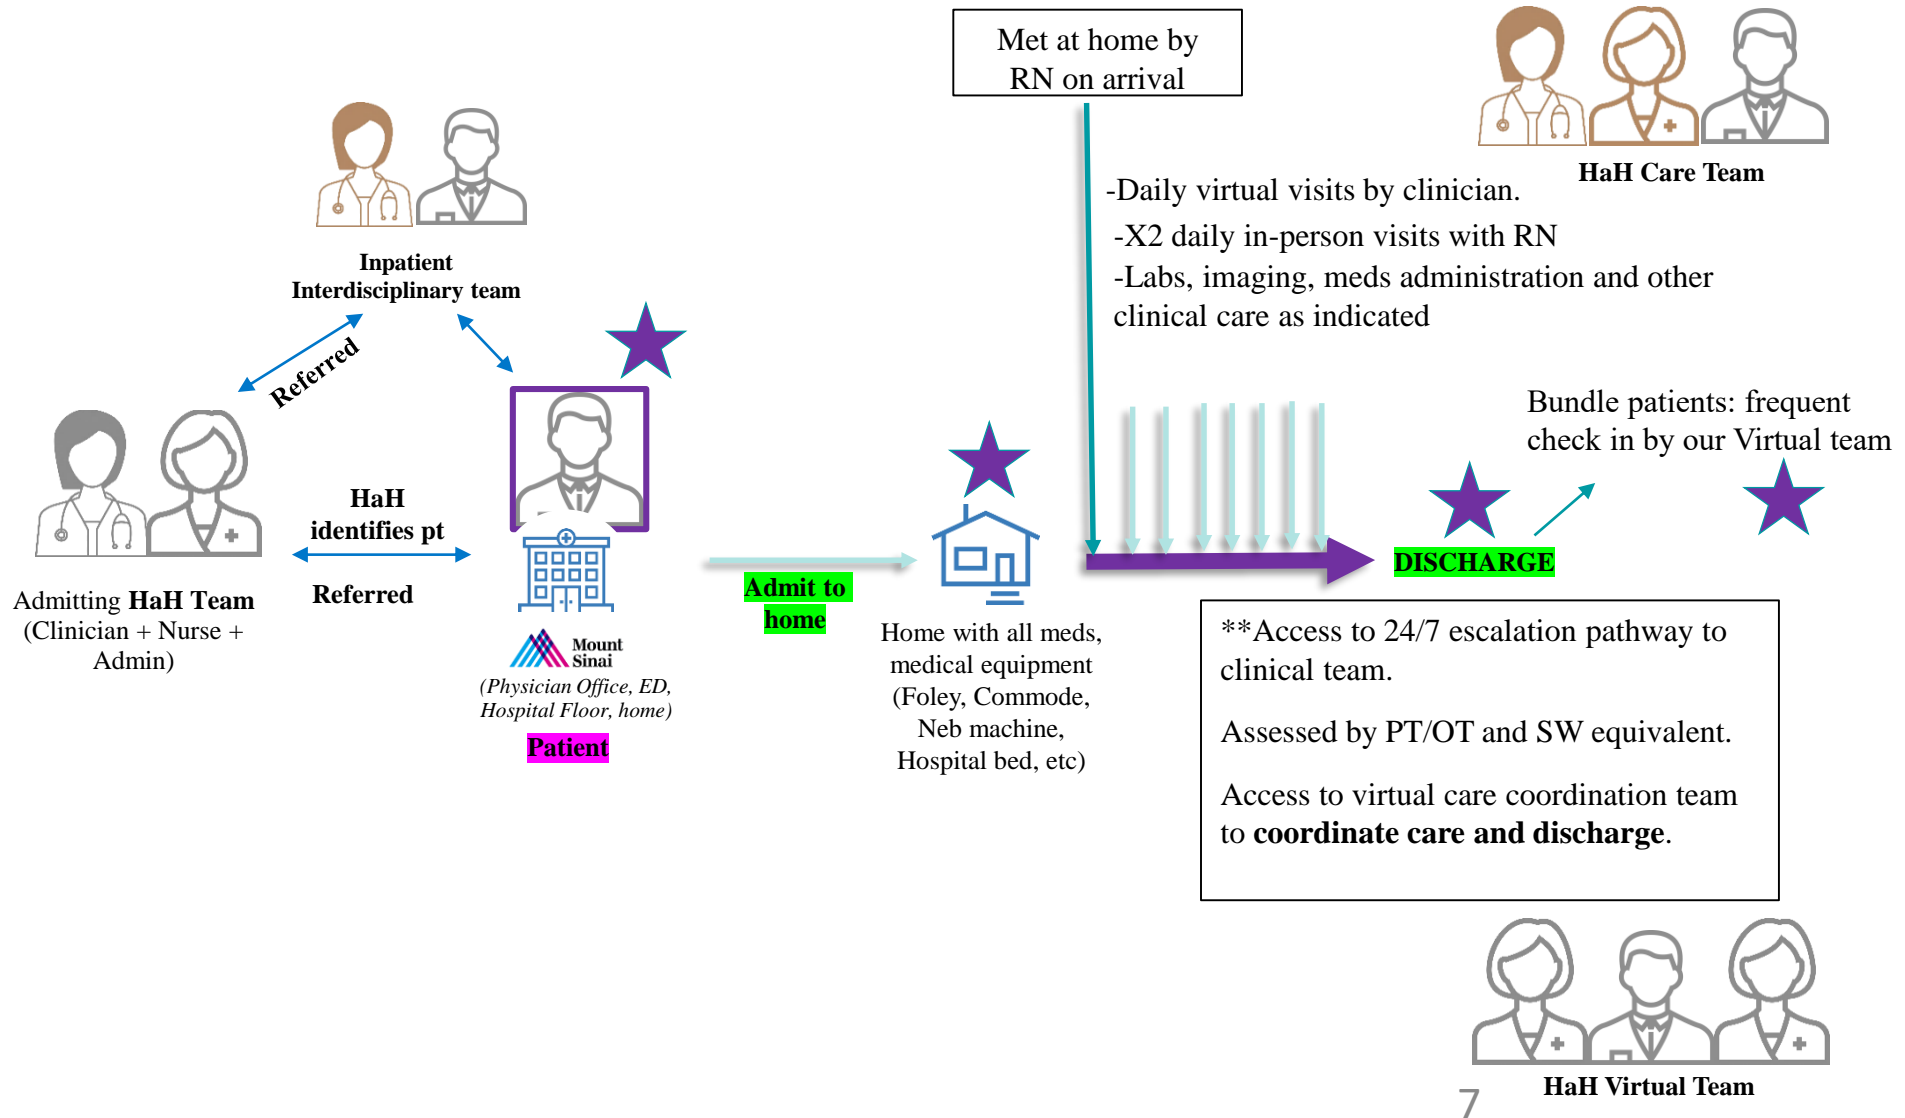 Met at home by
RN on arrival
HaH Care Team
-Daily virtual visits by clinician.
-X2 daily in-person visits with RN
-Labs, imaging, meds administration and other
clinical care as indicated
Inpatient
Interdisciplinary team
Referred
HaH
identifies pt
Referred
Admitting HaH Team
(Clinician + Nurse +
Admin)
Mount
Sinai
(Physician Office, ED,
Hospital Floor, home)
Patient
Admit to
home
Home with all meds,
medical equipment
(Foley, Commode,
Neb machine,
Hospital bed, etc)
Bundle patients: frequent
check in by our Virtual team
DISCHARGE
**Access to 24/7 escalation pathway to
clinical team.
Assessed by PT/OT and SW equivalent.
Access to virtual care coordination team
to coordinate care and discharge.
HaH Virtual Team
7